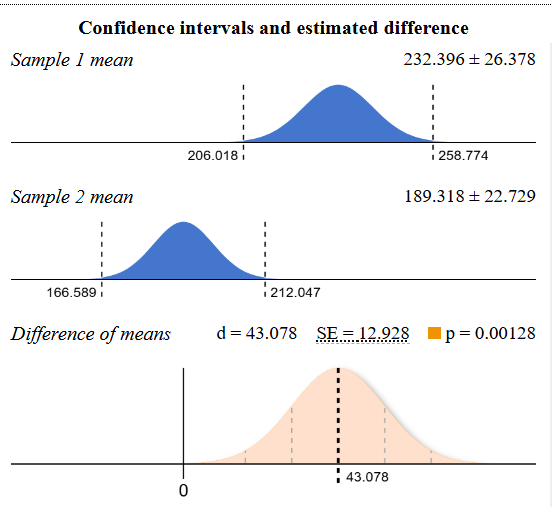 Confidence intervals and estimated difference
Sample 1 mean 232.396 ± 26.378
206.018 258.774
Sample 2 mean 189.318 ± 22.729
166.589 212.047
Difference of means d = 43.078 SE = 12.928 p = 0.00128
43.078
0